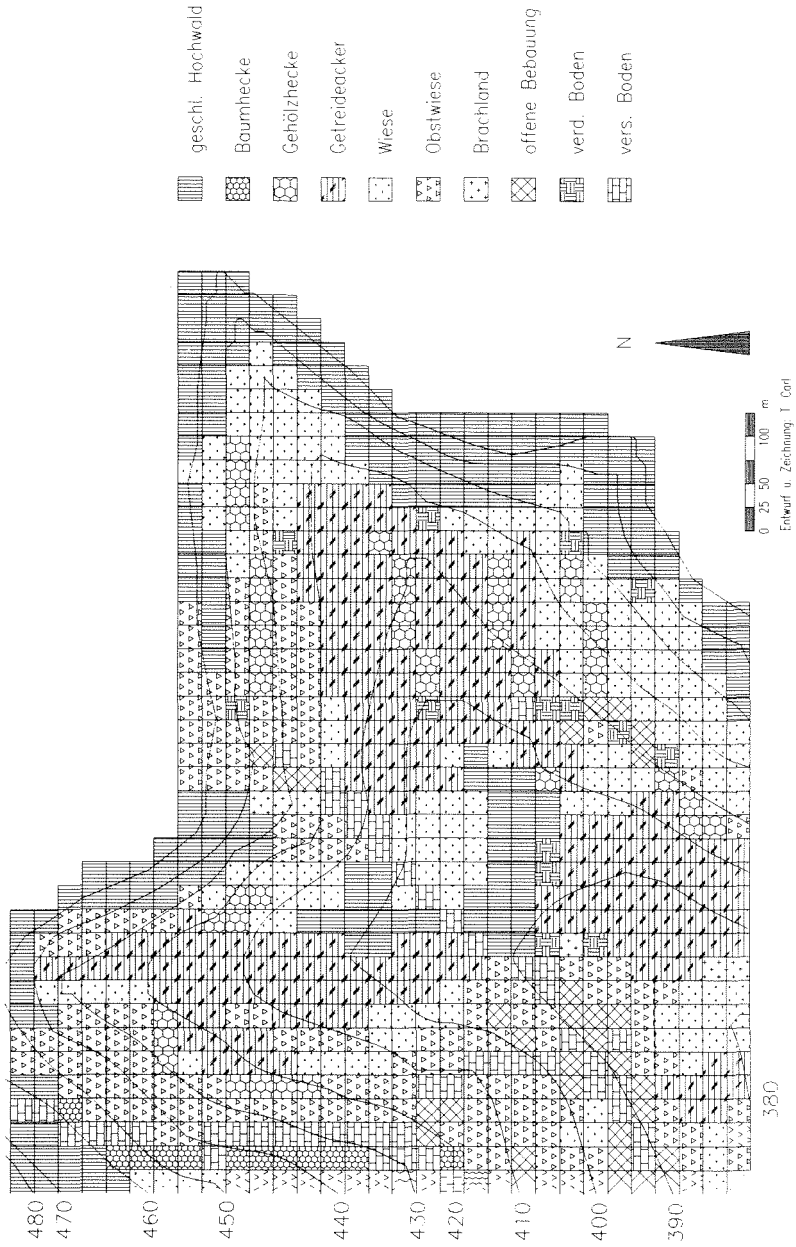 geschl. Hochwald
Baumhecke
Gehölzhecke
Getreideacker
Wiese
Obstwiese
Brachland
offene Bebauung
verd. Boden
vers. Boden
N
0 25 50 100 m
Entwurf u. Zeichnung: T Carl
480
470
460
450
440
430
420
410
400
390
380